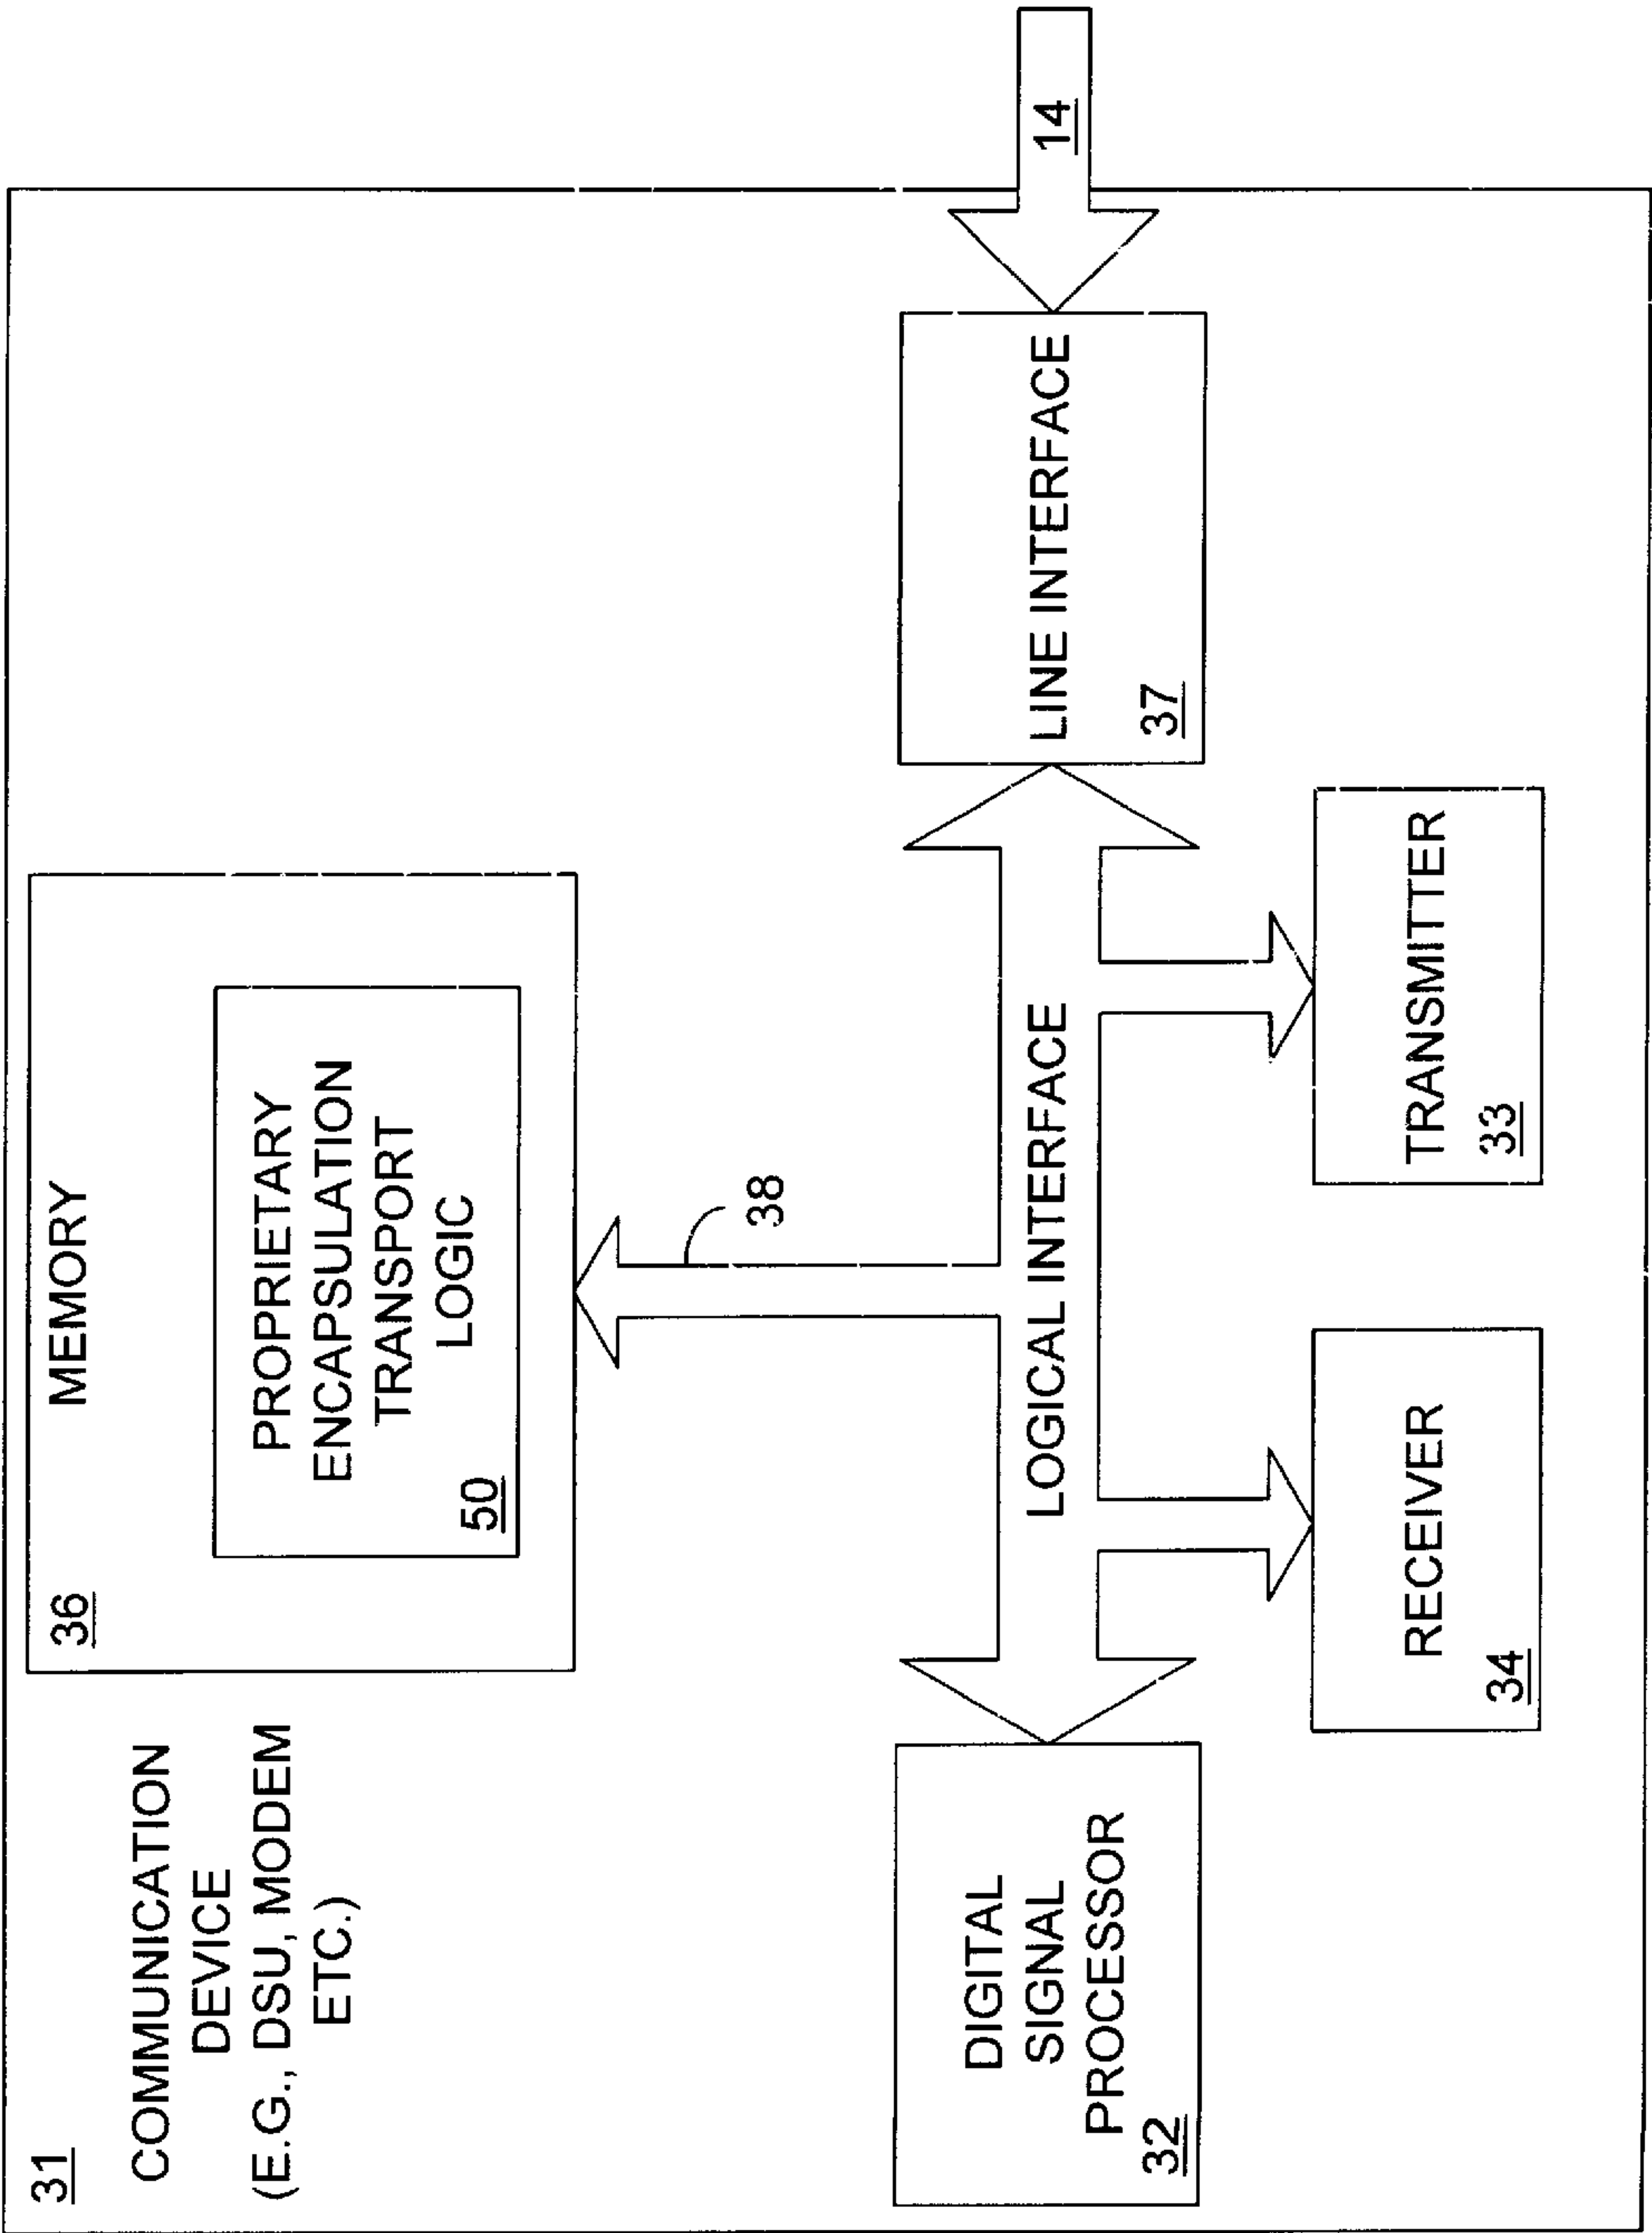 31
COMMUNICATION
DEVICE
(E.G., DSU, MODEM
ETC.)
36
MEMORY
PROPRIETARY
ENCAPSULATION
TRANSPORT
LOGIC
50
38
DIGITAL
SIGNAL
PROCESSOR
32
LOGICAL INTERFACE
LINE INTERFACE
37
14
RECEIVER
34
TRANSMITTER
33